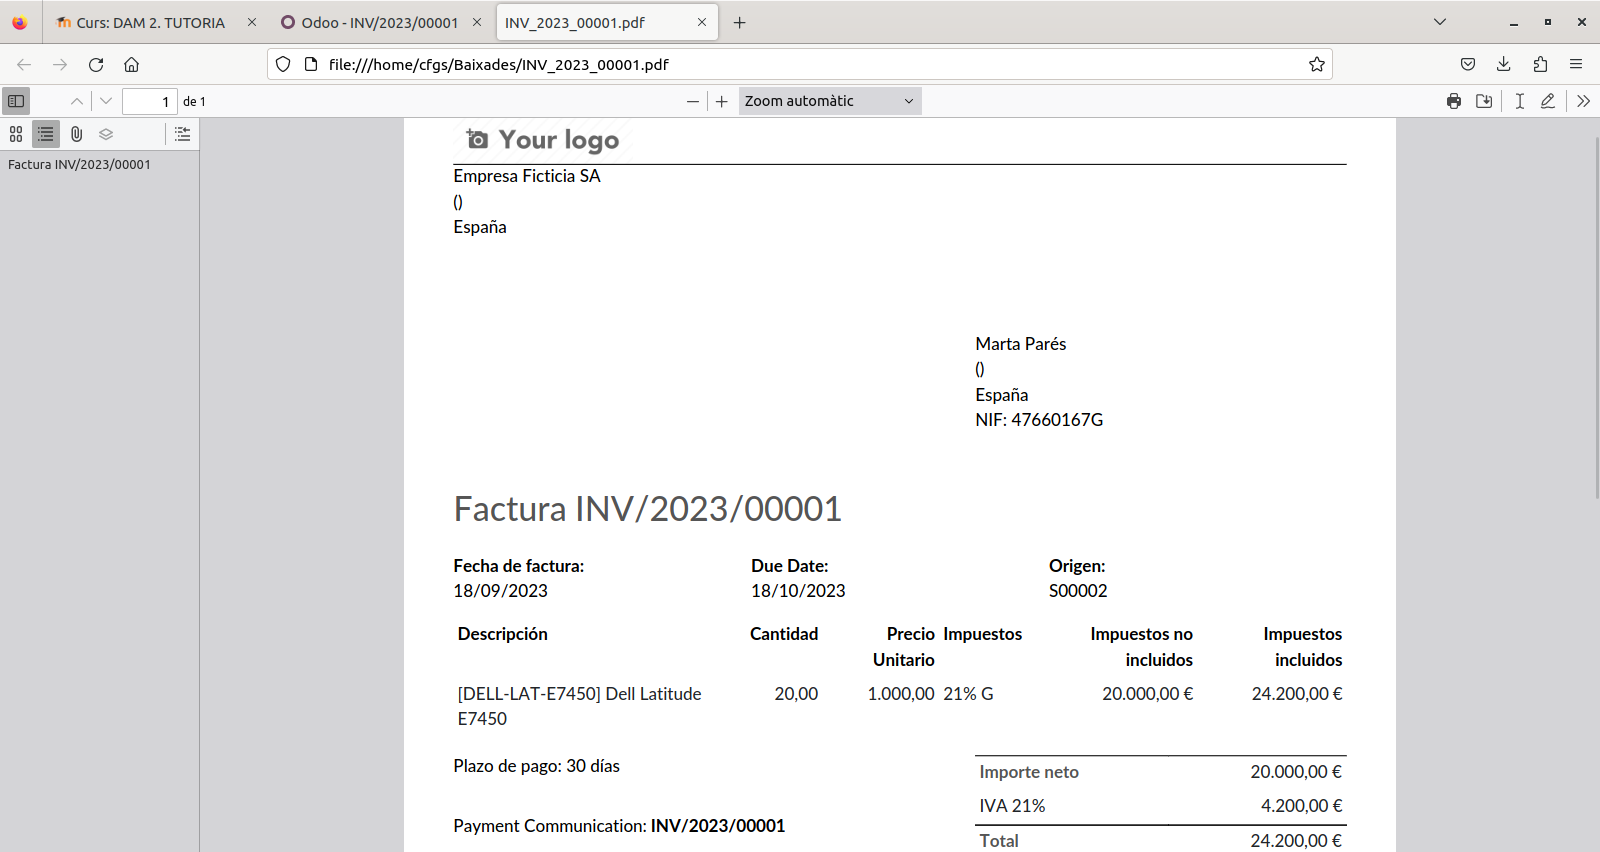 Curs: DAM 2. TUTORIA
Odoo - INV/2023/00001
INV_2023_00001.pdf
file:///home/cfgs/Baixades/INV_2023_00001.pdf
1 de 1
Zoom automàtic
Factura INV/2023/00001
Your logo
Empresa Ficticia SA
()
España
Marta Parés
()
España
NIF: 47660167G
Factura INV/2023/00001
Fecha de factura: Due Date: Origen:
18/09/2023 18/10/2023 S00002
Descripción Cantidad Precio Impuestos Impuestos no Impuestos
Unitario incluidos incluidos
[DELL-LAT-E7450] Dell Latitude 20,00 1.000,00 21% G 20.000,00 € 24.200,00 €
E7450
Plazo de pago: 30 días
Importe neto 20.000,00 €
IVA 21% 4.200,00 €
Payment Communication: INV/2023/00001
Total 24.200,00 €